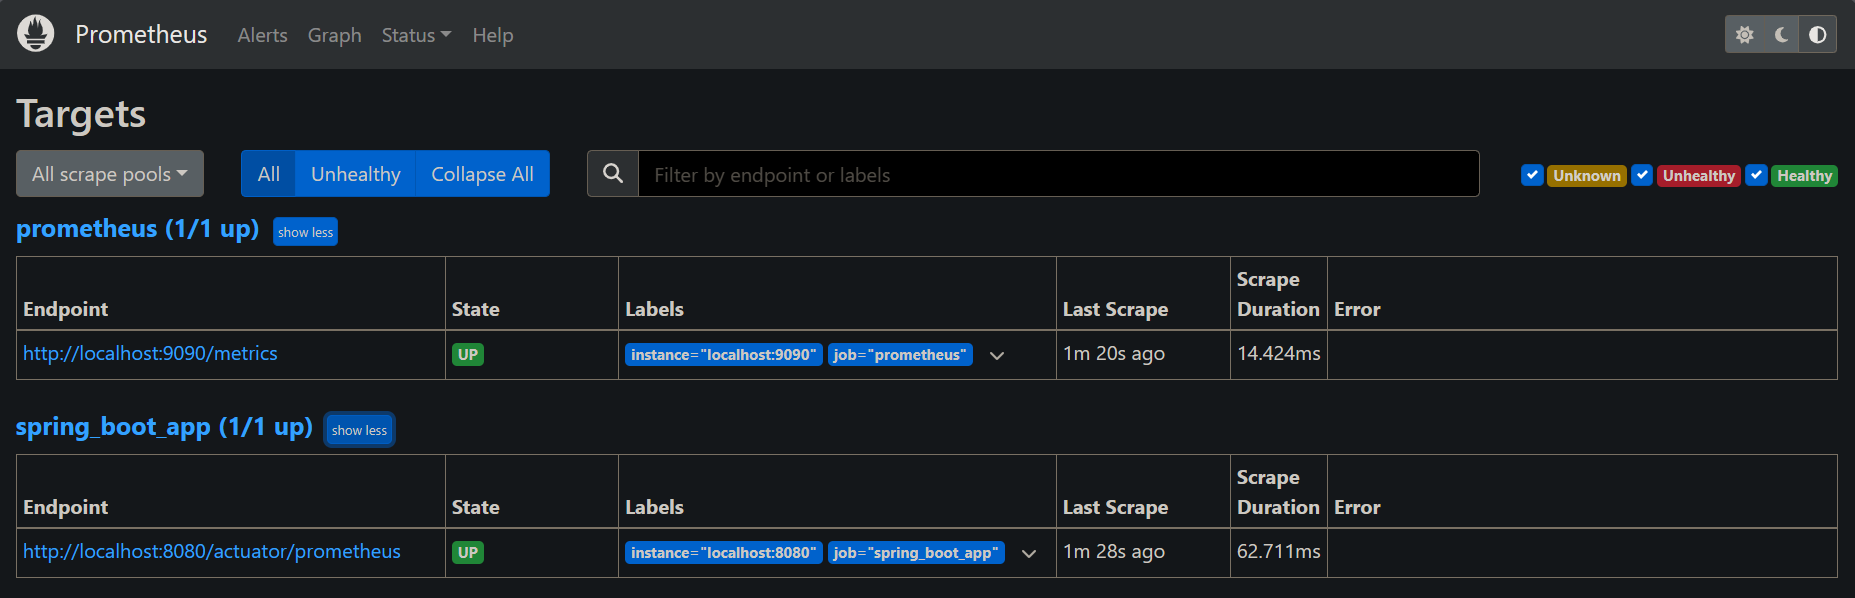 Prometheus Alerts Graph Status Help
Targets
All scrape pools All Unhealthy Collapse All Filter by endpoint or labels Unknown Unhealthy Healthy
prometheus (1/1 up) show less
Endpoint State Labels Last Scrape Scrape Duration Error
http://localhost:9090/metrics UP instance="localhost:9090" job="prometheus" 1m 20s ago 14.424ms
spring_boot_app (1/1 up) show less
Endpoint State Labels Last Scrape Scrape Duration Error
http://localhost:8080/actuator/prometheus UP instance="localhost:8080" job="spring_boot_app" 1m 28s ago 62.711ms